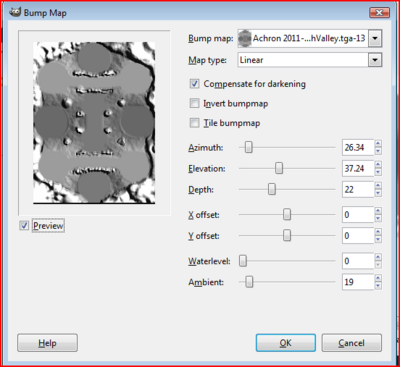 Bump Map
Bump map: Achron 2011-...hValley.tga-13
Map type: Linear
Compensate for darkening
Invert bumpmap
Tile bumpmap
Azimuth: 26.34
Elevation: 37.24
Depth: 22
X offset: 0
Y offset: 0
Preview
Waterlevel: 0
Ambient: 19
Help OK Cancel